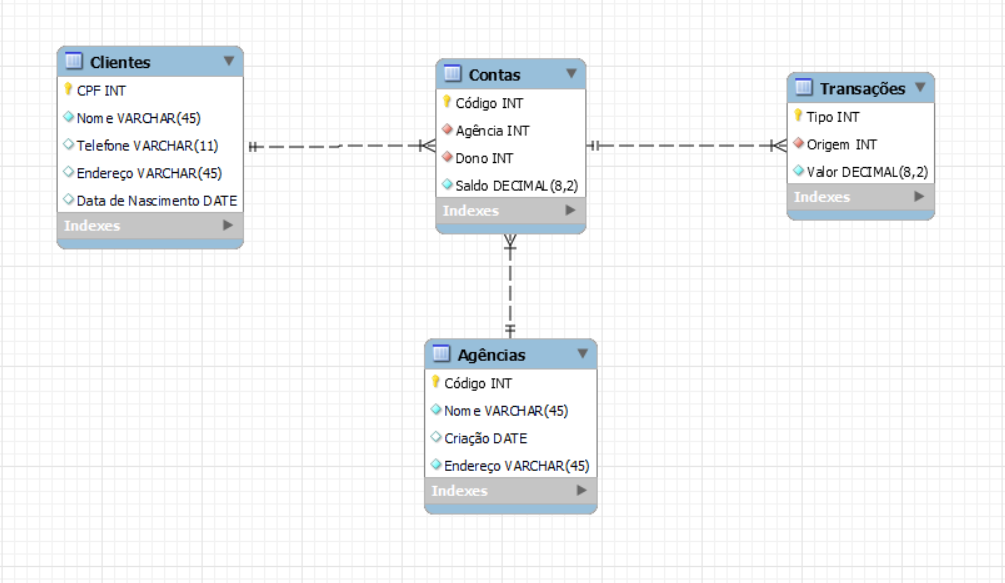 Clientes
CPF INT
Nome VARCHAR(45)
Telefone VARCHAR(11)
Endereço VARCHAR(45)
Data de Nascimento DATE
Indexes
Contas
Código INT
Agência INT
Dono INT
Saldo DECIMAL(8,2)
Indexes
Transações
Tipo INT
Origem INT
Valor DECIMAL(8,2)
Indexes
Agências
Código INT
Nome VARCHAR(45)
Criação DATE
Endereço VARCHAR(45)
Indexes